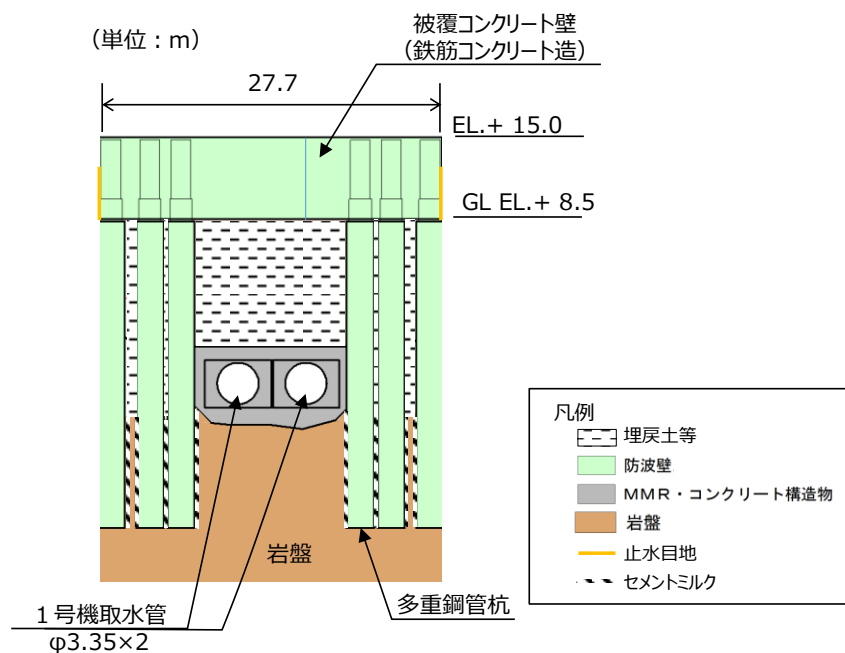 （単位：m）
被覆コンクリート壁
（鉄筋コンクリート造）
27.7
EL.+ 15.0
GL EL.+ 8.5
岩盤
1号機取水管
φ3.35×2
多重鋼管杭
凡例
埋戻土等
防波壁
MMR・コンクリート構造物
岩盤
止水目地
セメントミルク